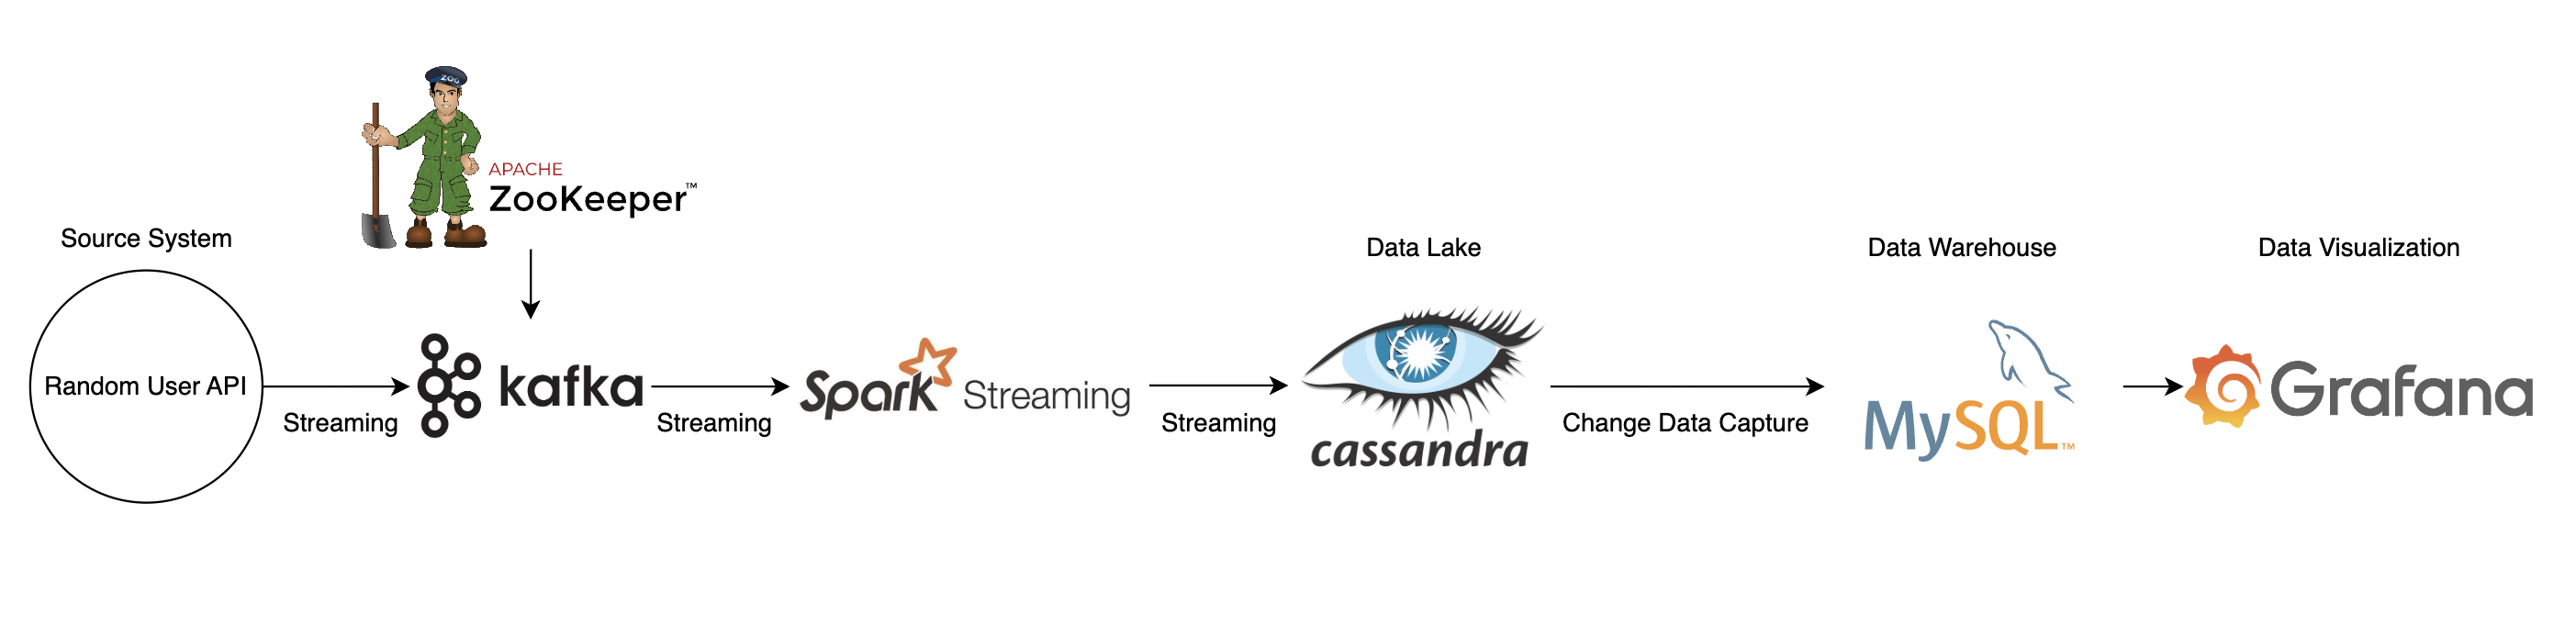 ZOO
APACHE
ZooKeeper™
Source System
Data Lake
Data Warehouse
Data Visualization
Random User API
Streaming
kafka
Streaming
Spark Streaming
Streaming
cassandra
Change Data Capture
MySQL™
Grafana